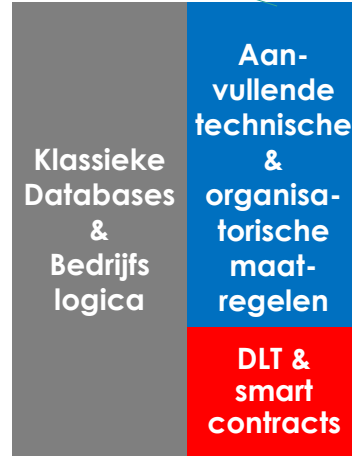 Klassieke
Databases
&
Bedrijfs
logica
Aan-
vullende
technische
&
organisa-
torische
maat-
regelen
DLT &
smart
contracts